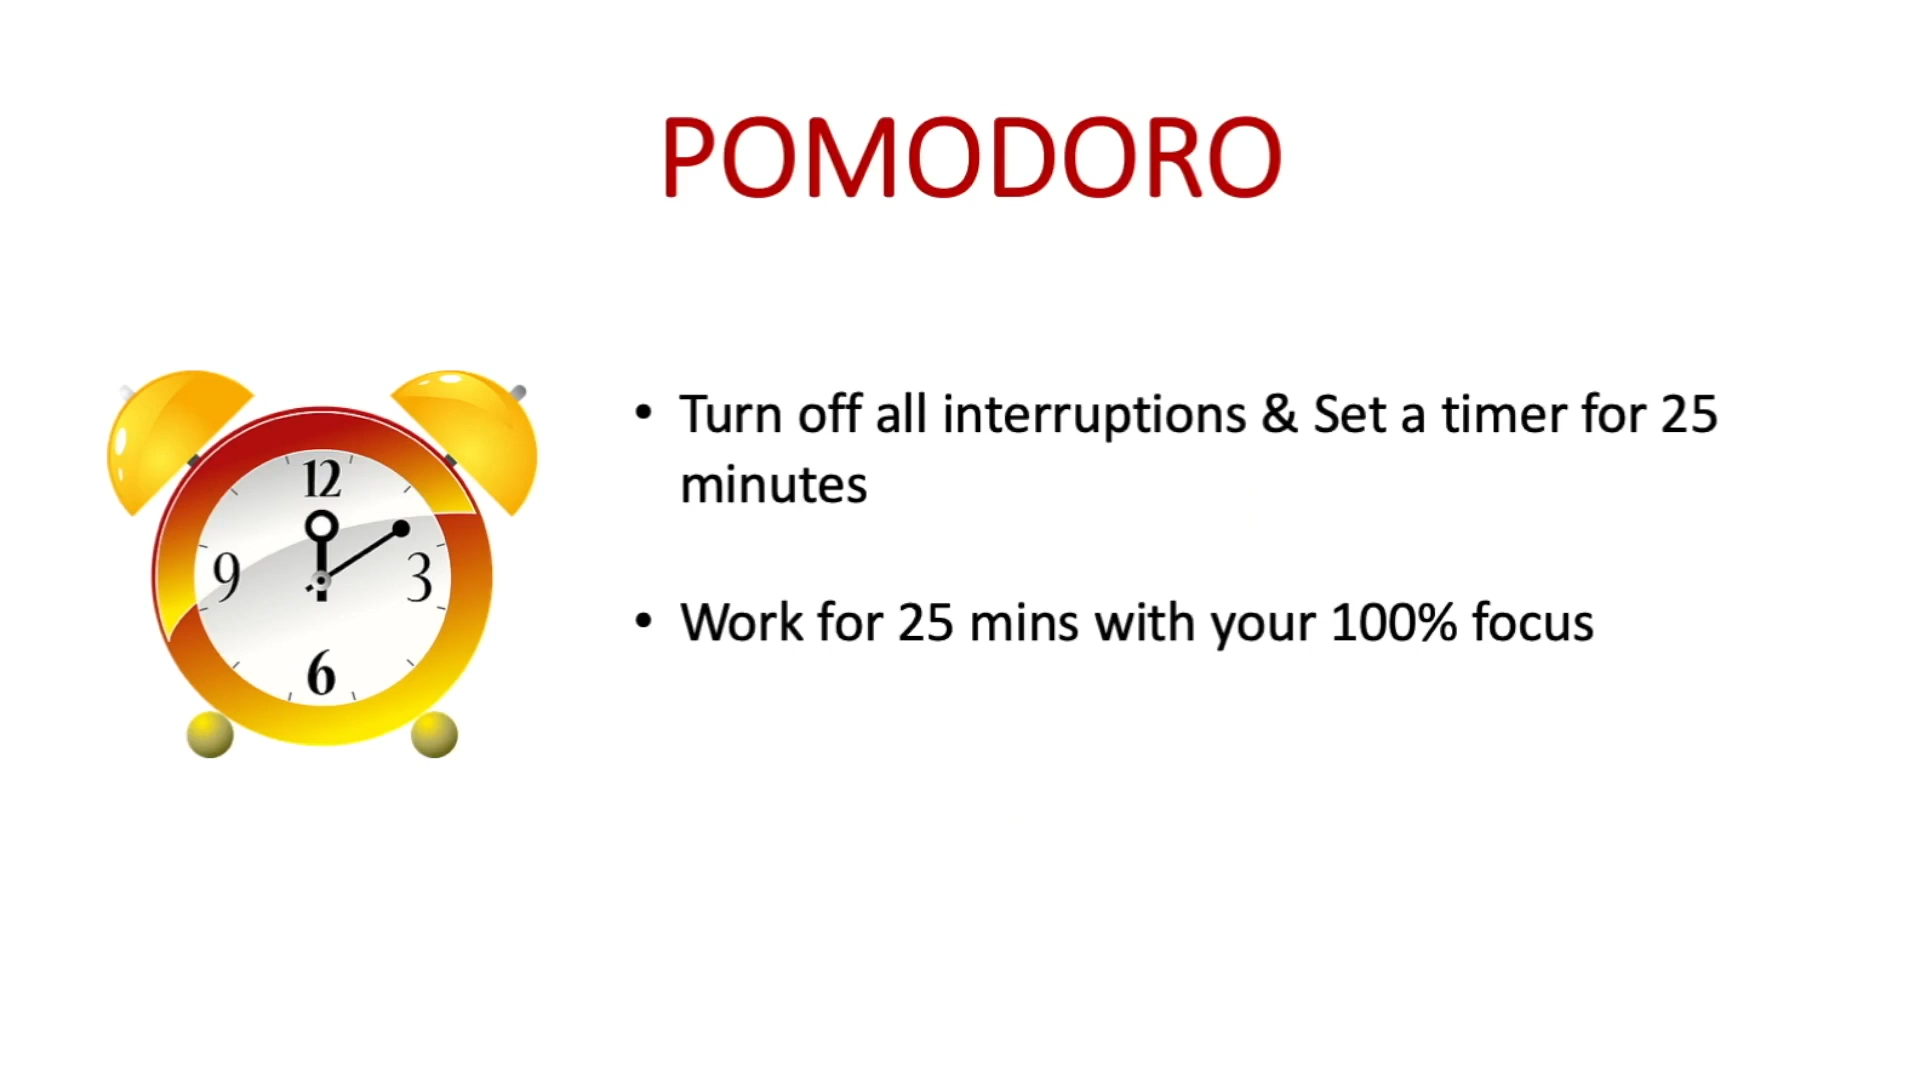 POMODORO
• Turn off all interruptions & Set a timer for 25
minutes
• Work for 25 mins with your 100% focus
12
9
3
6